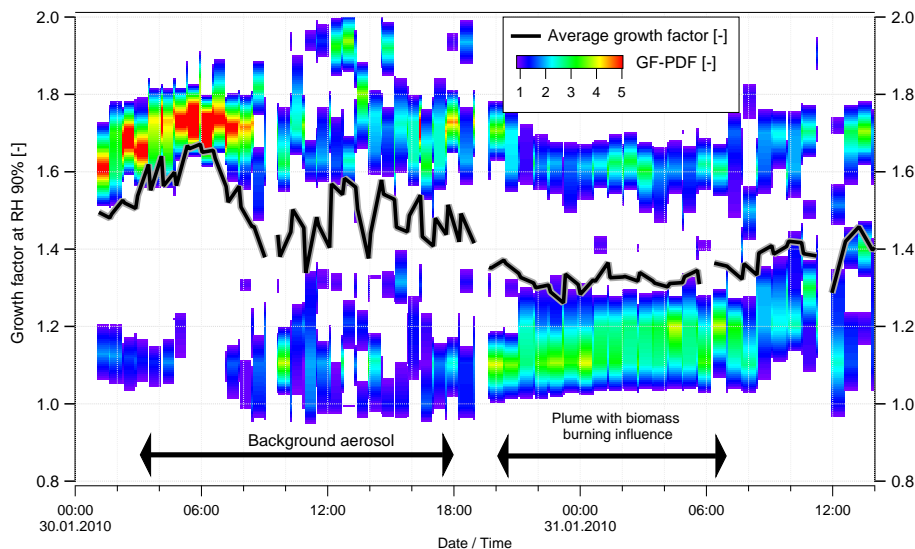 2.0
1.8
1.6
1.4
1.2
1.0
0.8
Growth factor at RH 90% [-]
Average growth factor [-]
GF-PDF [-]
1 2 3 4 5
2.0
1.8
1.6
1.4
1.2
1.0
0.8
Background aerosol
Plume with biomass
burning influence
00:00 06:00 12:00 18:00 00:00 06:00 12:00
30.01.2010 31.01.2010
Date / Time